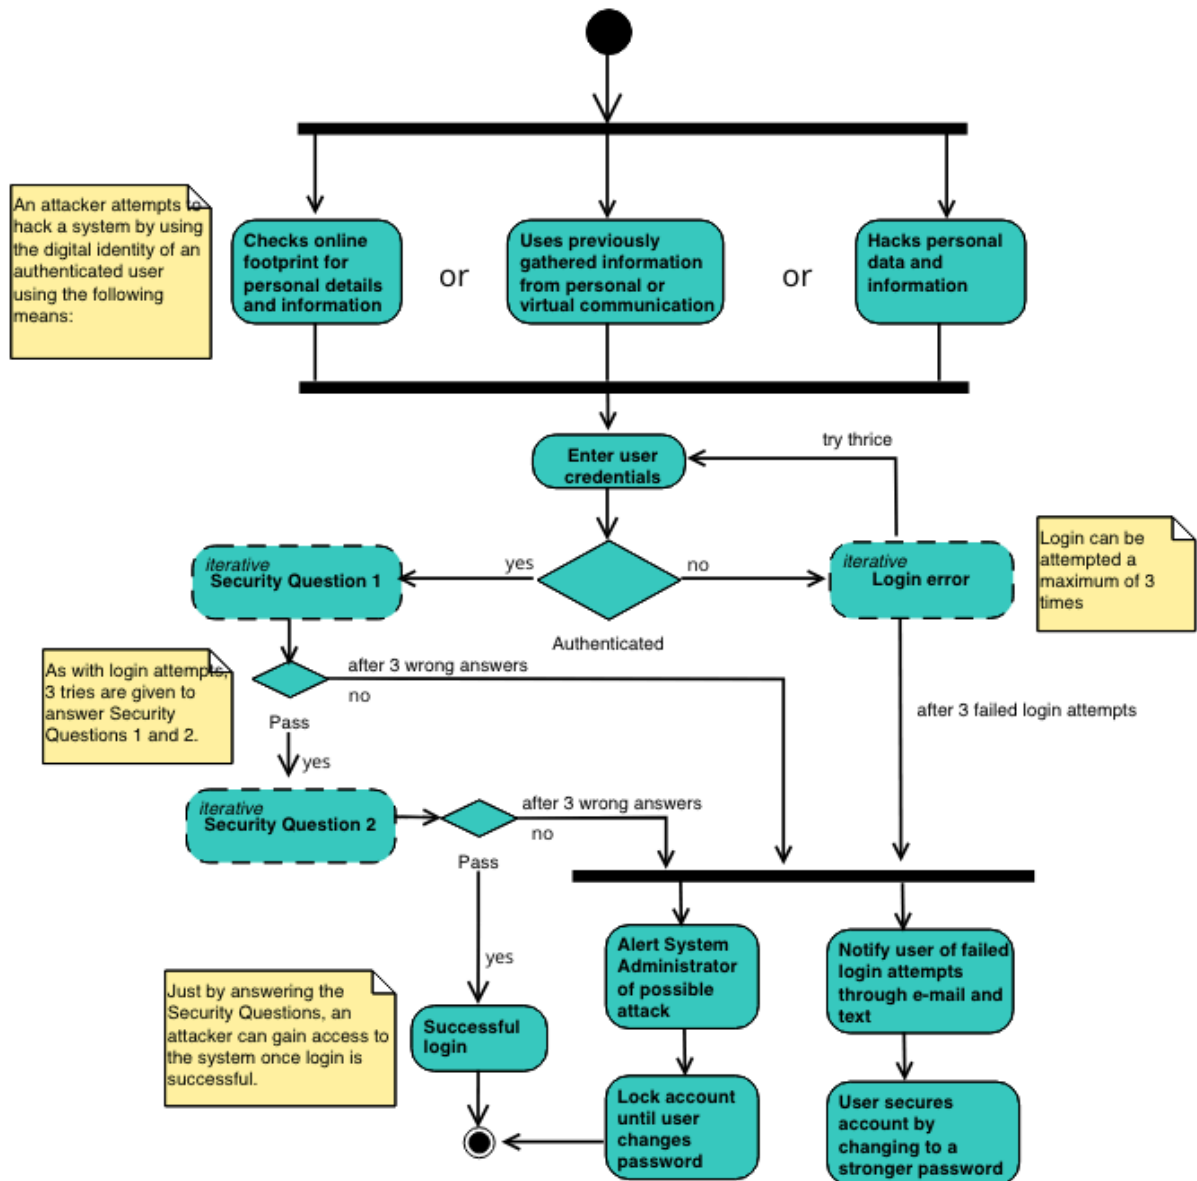 An attacker attempts to
hack a system by using
the digital identity of an
authenticated user
using the following
means:
Checks online
footprint for
personal details
and information
or
Uses previously
gathered information
from personal or
virtual communication
or
Hacks personal
data and
information
Enter user
credentials
try thrice
yes
no
Authenticated
iterative
Security Question 1
iterative
Login error
Login can be
attempted a
maximum of 3
times
As with login attempts,
3 tries are given to
answer Security
Questions 1 and 2.
after 3 wrong answers
no
Pass
yes
after 3 failed login attempts
iterative
Security Question 2
after 3 wrong answers
no
Pass
yes
Just by answering the
Security Questions, an
attacker can gain access to
the system once login is
successful.
Successful
login
Alert System
Administrator
of possible
attack
Notify user of failed
login attempts
through e-mail and
text
Lock account
until user
changes
password
User secures
account by
changing to a
stronger password